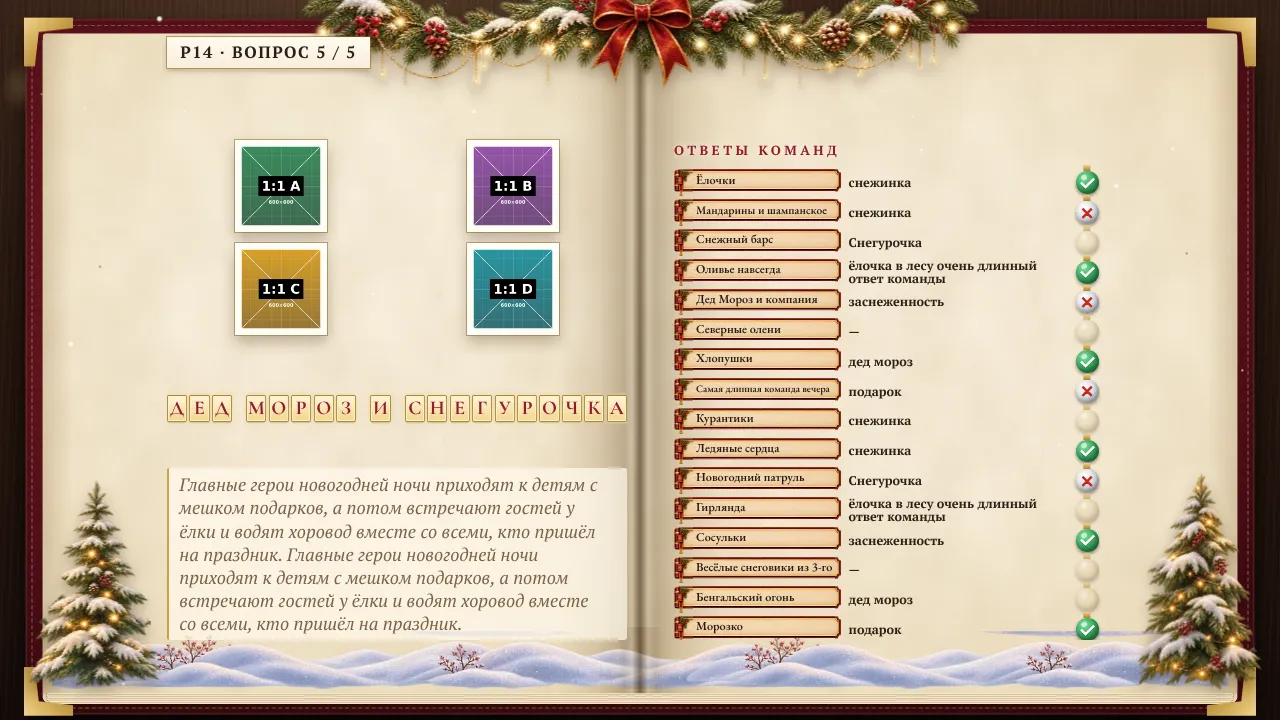 Р14 · ВОПРОС 5 / 5
1:1 A
600×600
1:1 B
600×600
1:1 C
600×600
1:1 D
600×600
ДЕД МОРОЗ И СНЕГУРОЧКА
Главные герои новогодней ночи приходят к детям с
мешком подарков, а потом встречают гостей у
ёлки и водят хоровод вместе со всеми, кто пришёл
на праздник. Главные герои новогодней ночи
приходят к детям с мешком подарков, а потом
встречают гостей у ёлки и водят хоровод вместе
со всеми, кто пришёл на праздник.
ОТВЕТЫ КОМАНД
Ёлочки снежинка
Мандарины и шампанское снежинка
Снежный барс Снегурочка
Оливье навсегда ёлочка в лесу очень длинный
ответ команды
Дед Мороз и компания заснеженность
Северные олени —
Хлопушки дед мороз
Самая длинная команда вечера подарок
Курантики снежинка
Ледяные сердца снежинка
Новогодний патруль Снегурочка
Гирлянда ёлочка в лесу очень длинный
ответ команды
Сосульки заснеженность
Весёлые снеговики из 3-го —
Бенгальский огонь дед мороз
Морозко подарок